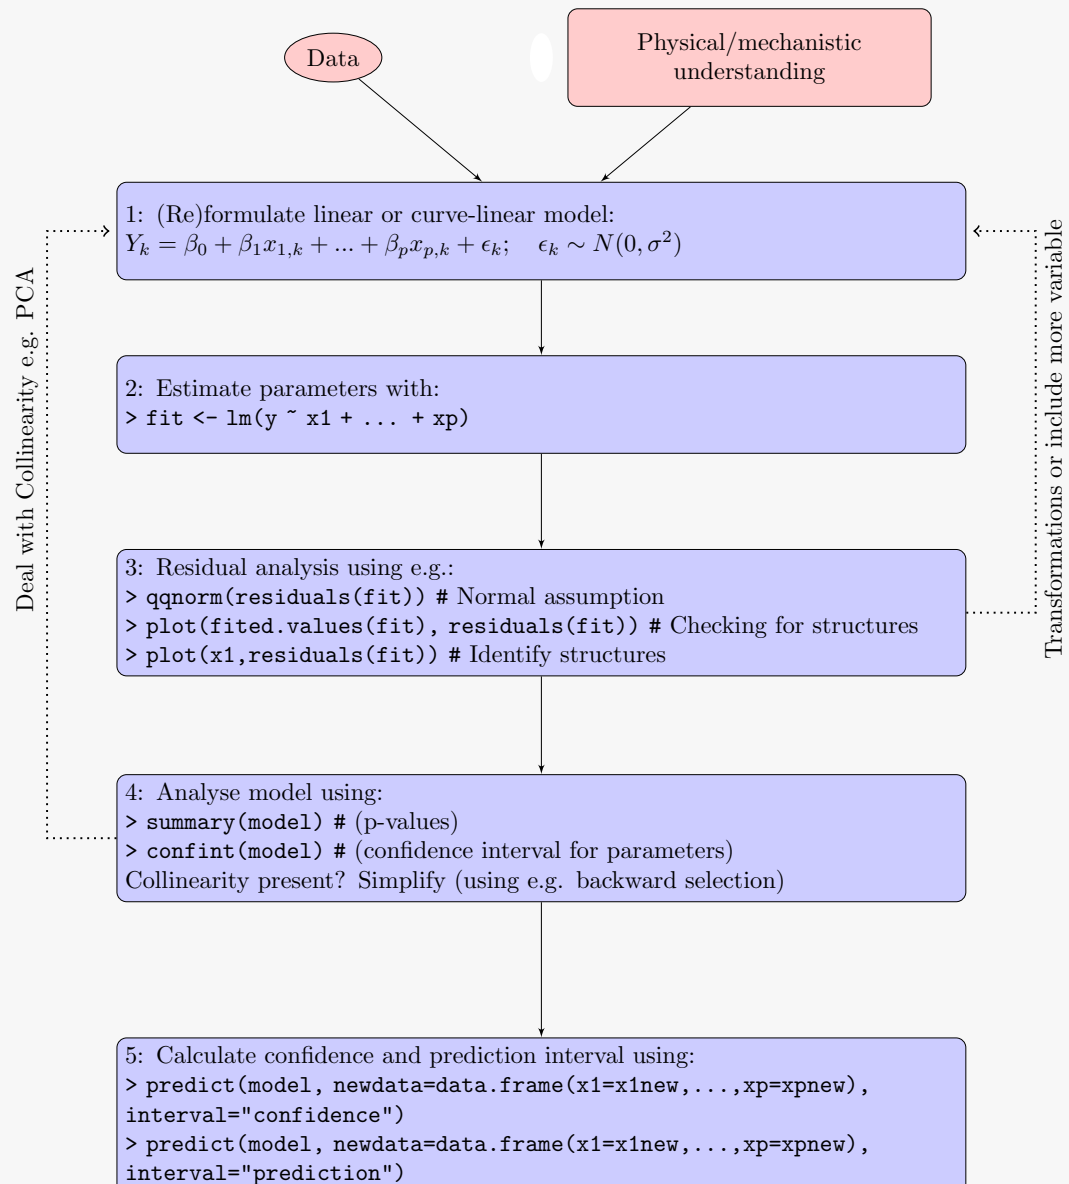 Data
Physical/mechanistic
understanding
1: (Re)formulate linear or curve-linear model:
Y_k = β_0 + β_1x_{1,k} + ... + β_px_{p,k} + ϵ_k; ϵ_k ∼ N(0, σ^2)
2: Estimate parameters with:
> fit <- lm(y ~ x1 + ... + xp)
3: Residual analysis using e.g.:
> qqnorm(residuals(fit)) # Normal assumption
> plot(fited.values(fit), residuals(fit)) # Checking for structures
> plot(x1,residuals(fit)) # Identify structures
4: Analyse model using:
> summary(model) # (p-values)
> confint(model) # (confidence interval for parameters)
Collinearity present? Simplify (using e.g. backward selection)
5: Calculate confidence and prediction interval using:
> predict(model, newdata=data.frame(x1=x1new,...,xp=xpnew),
interval="confidence")
> predict(model, newdata=data.frame(x1=x1new,...,xp=xpnew),
interval="prediction")
Deal with Collinearity e.g. PCA
Transformations or include more variable